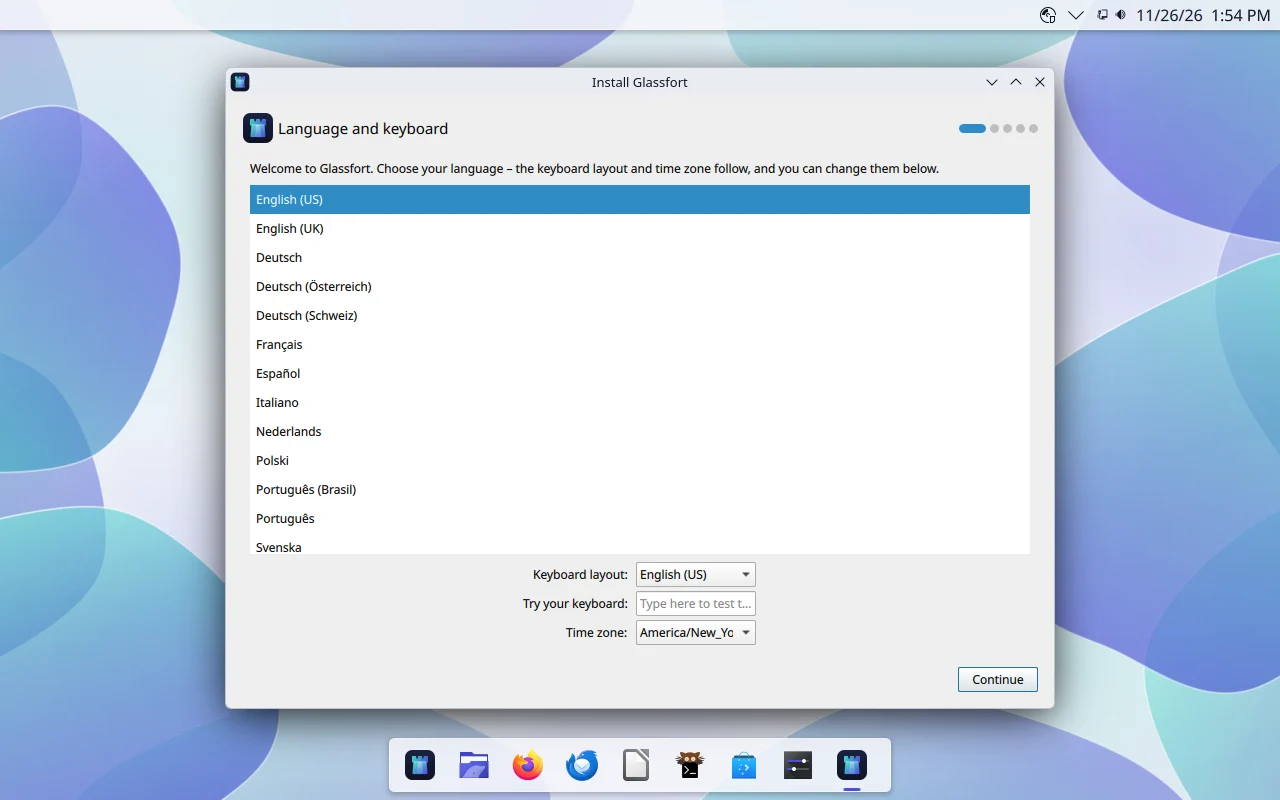 11/26/26 1:54 PM
Install Glassfort
Language and keyboard
Welcome to Glassfort. Choose your language – the keyboard layout and time zone follow, and you can change them below.
English (US)
English (UK)
Deutsch
Deutsch (Österreich)
Deutsch (Schweiz)
Français
Español
Italiano
Nederlands
Polski
Português (Brasil)
Português
Svenska
Keyboard layout: English (US)
Try your keyboard: Type here to test t...
Time zone: America/New_Yo
Continue